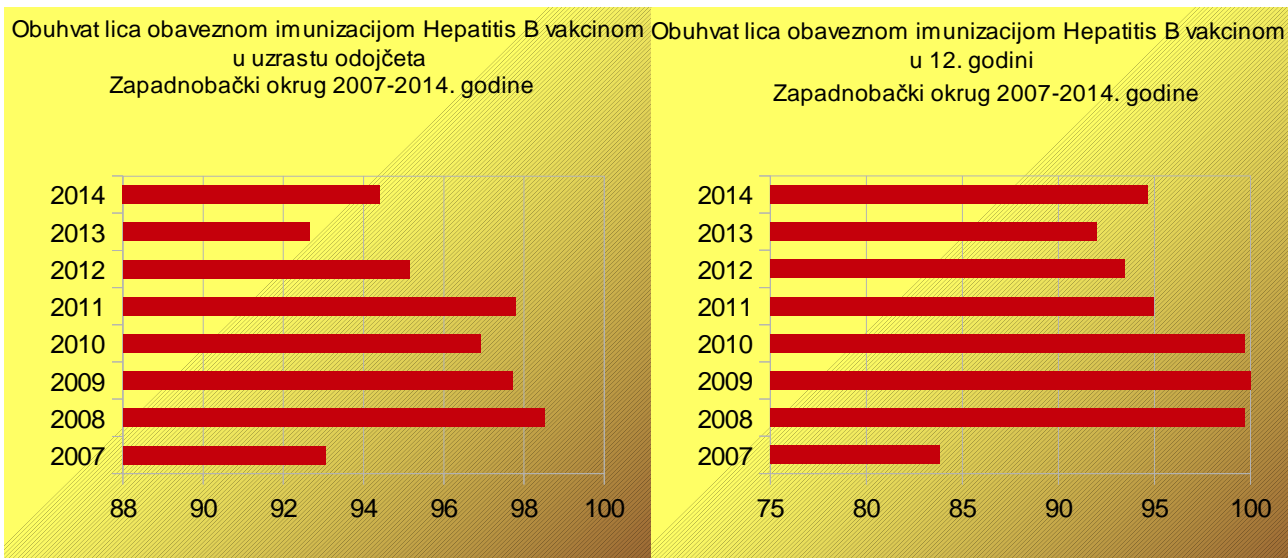 Obuhvat lica obaveznom imunizacijom Hepatitis B vakcinom
u uzrastu odojčeta
Zapadnobački okrug 2007-2014. godine
2014
2013
2012
2011
2010
2009
2008
2007
88 90 92 94 96 98 100
Obuhvat lica obaveznom imunizacijom Hepatitis B vakcinom
u 12. godini
Zapadnobački okrug 2007-2014. godine
2014
2013
2012
2011
2010
2009
2008
2007
75 80 85 90 95 100